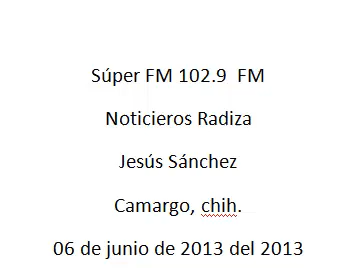 Súper FM 102.9  FM
Noticieros Radiza
Jesús Sánchez
Camargo, chih.
06 de junio de 2013 del 2013